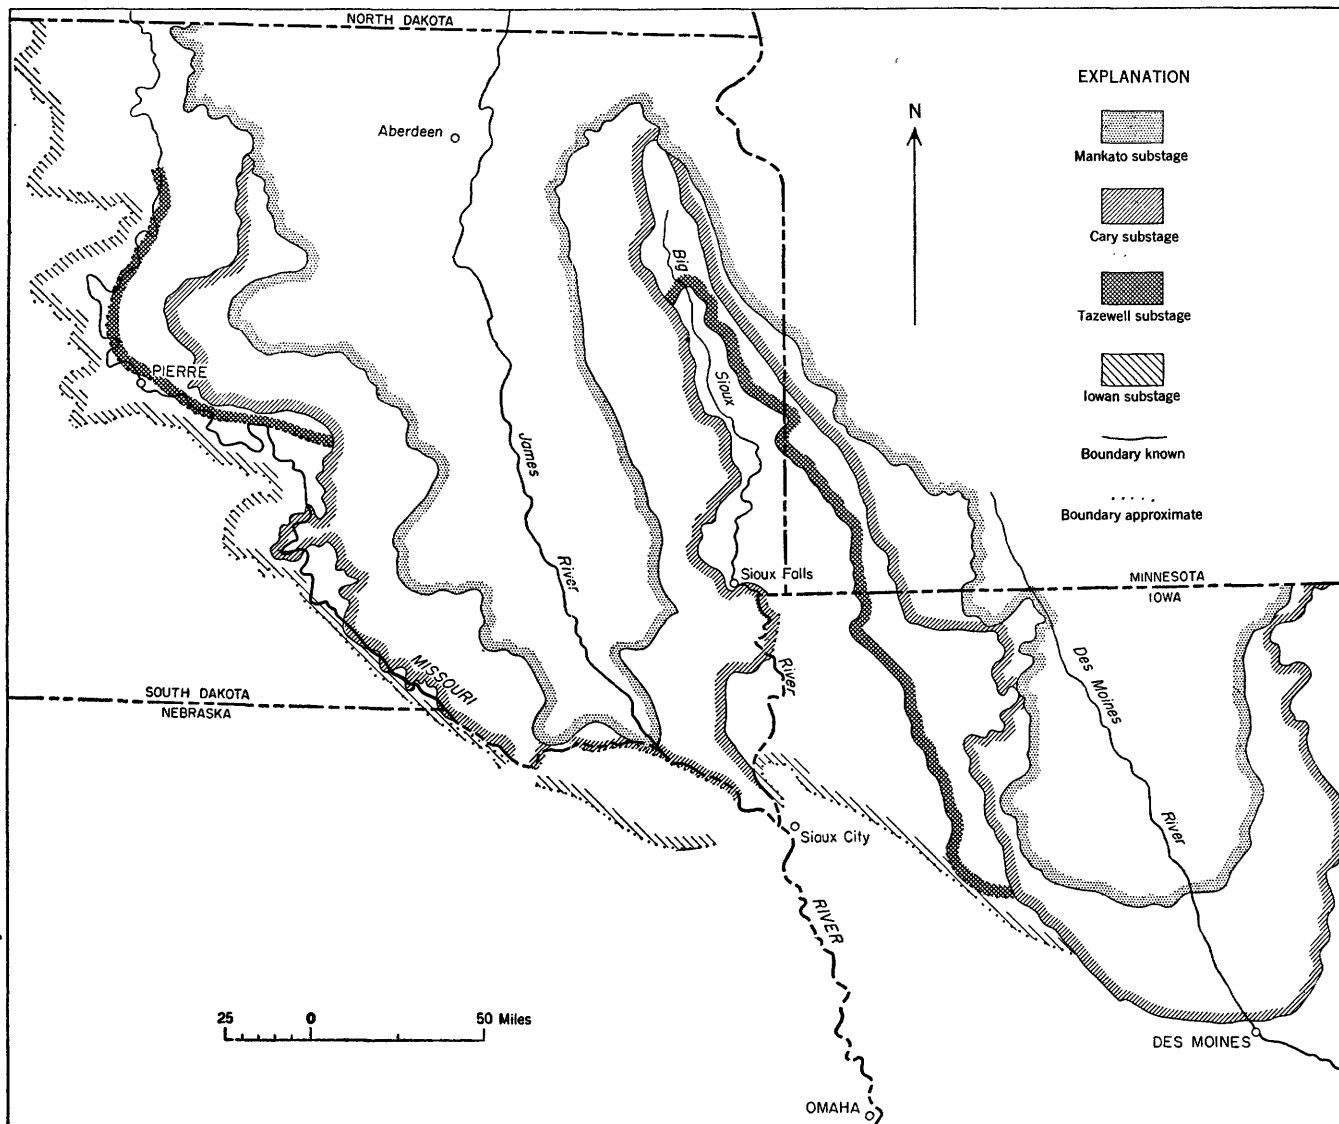 NORTH DAKOTA
EXPLANATION
N
Aberdeen
Mankato substage
Cary substage
Big
Tazewell substage
PIERRE
Sioux
Iowan substage
James
Boundary known
Boundary approximate
River
Sioux Falls
MINNESOTA
IOWA
MISSOURI
River
Des Moines
SOUTH DAKOTA
NEBRASKA
River
Sioux City
RIVER
25 0 50 Miles
DES MOINES
OMAHA